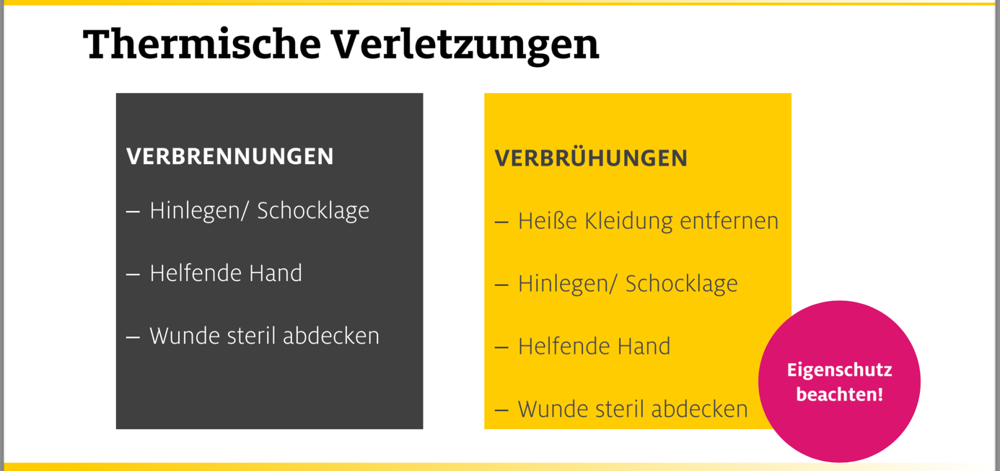 Thermische Verletzungen
VERBRENNUNGEN
– Hinlegen/ Schocklage
– Helfende Hand
– Wunde steril abdecken
VERBRÜHUNGEN
– Heiße Kleidung entfernen
– Hinlegen/ Schocklage
– Helfende Hand
– Wunde steril abdecken
Eigenschutz
beachten!